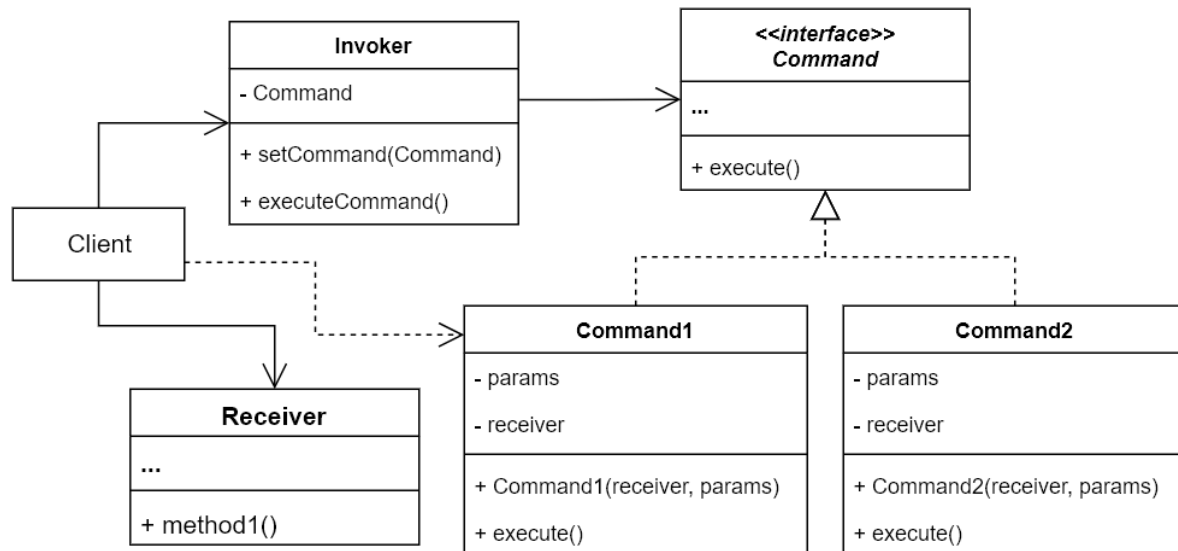 Invoker
- Command
+ setCommand(Command)
+ executeCommand()
<<interface>>
Command
...
+ execute()
Client
Receiver
...
+ method1()
Command1
- params
- receiver
+ Command1(receiver, params)
+ execute()
Command2
- params
- receiver
+ Command2(receiver, params)
+ execute()